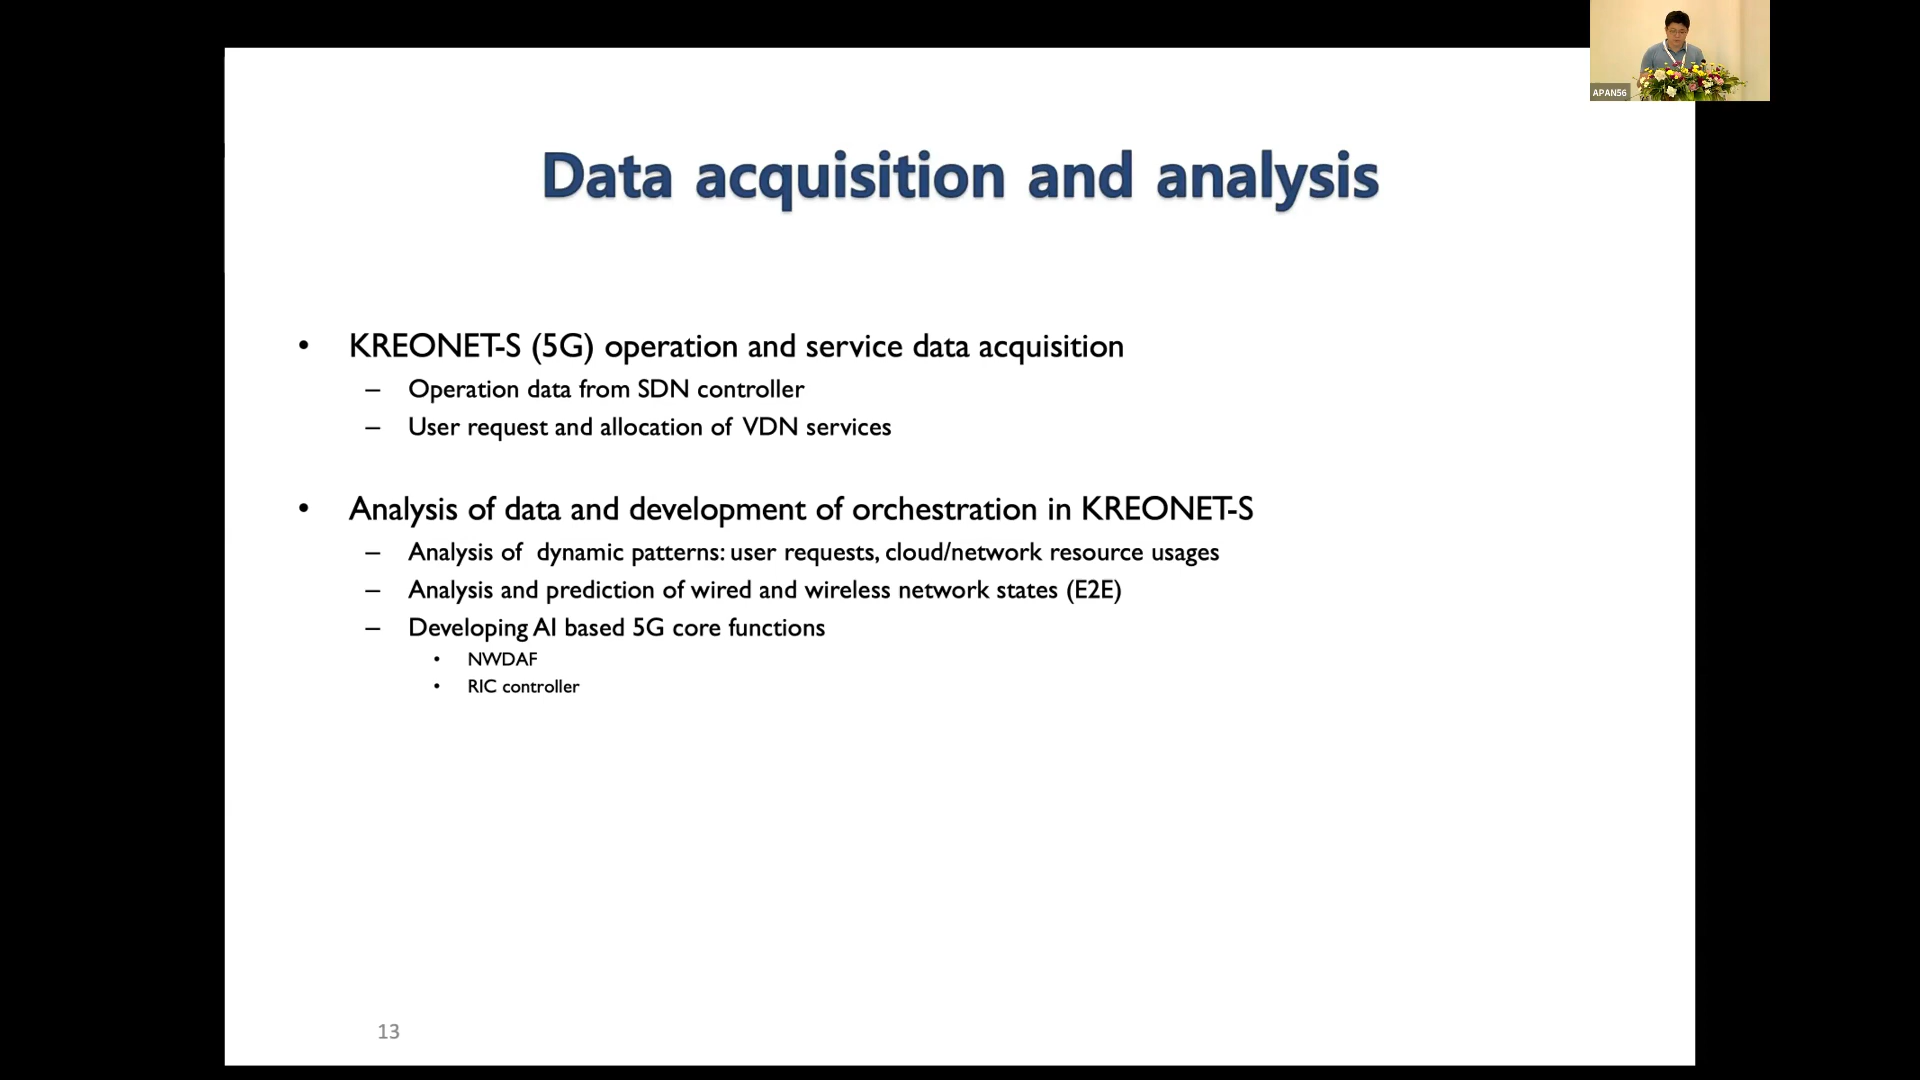 APAN56
Data acquisition and analysis
• KREONET-S (5G) operation and service data acquisition
– Operation data from SDN controller
– User request and allocation of VDN services
• Analysis of data and development of orchestration in KREONET-S
– Analysis of dynamic patterns: user requests, cloud/network resource usages
– Analysis and prediction of wired and wireless network states (E2E)
– Developing AI based 5G core functions
• NWDAF
• RIC controller
13